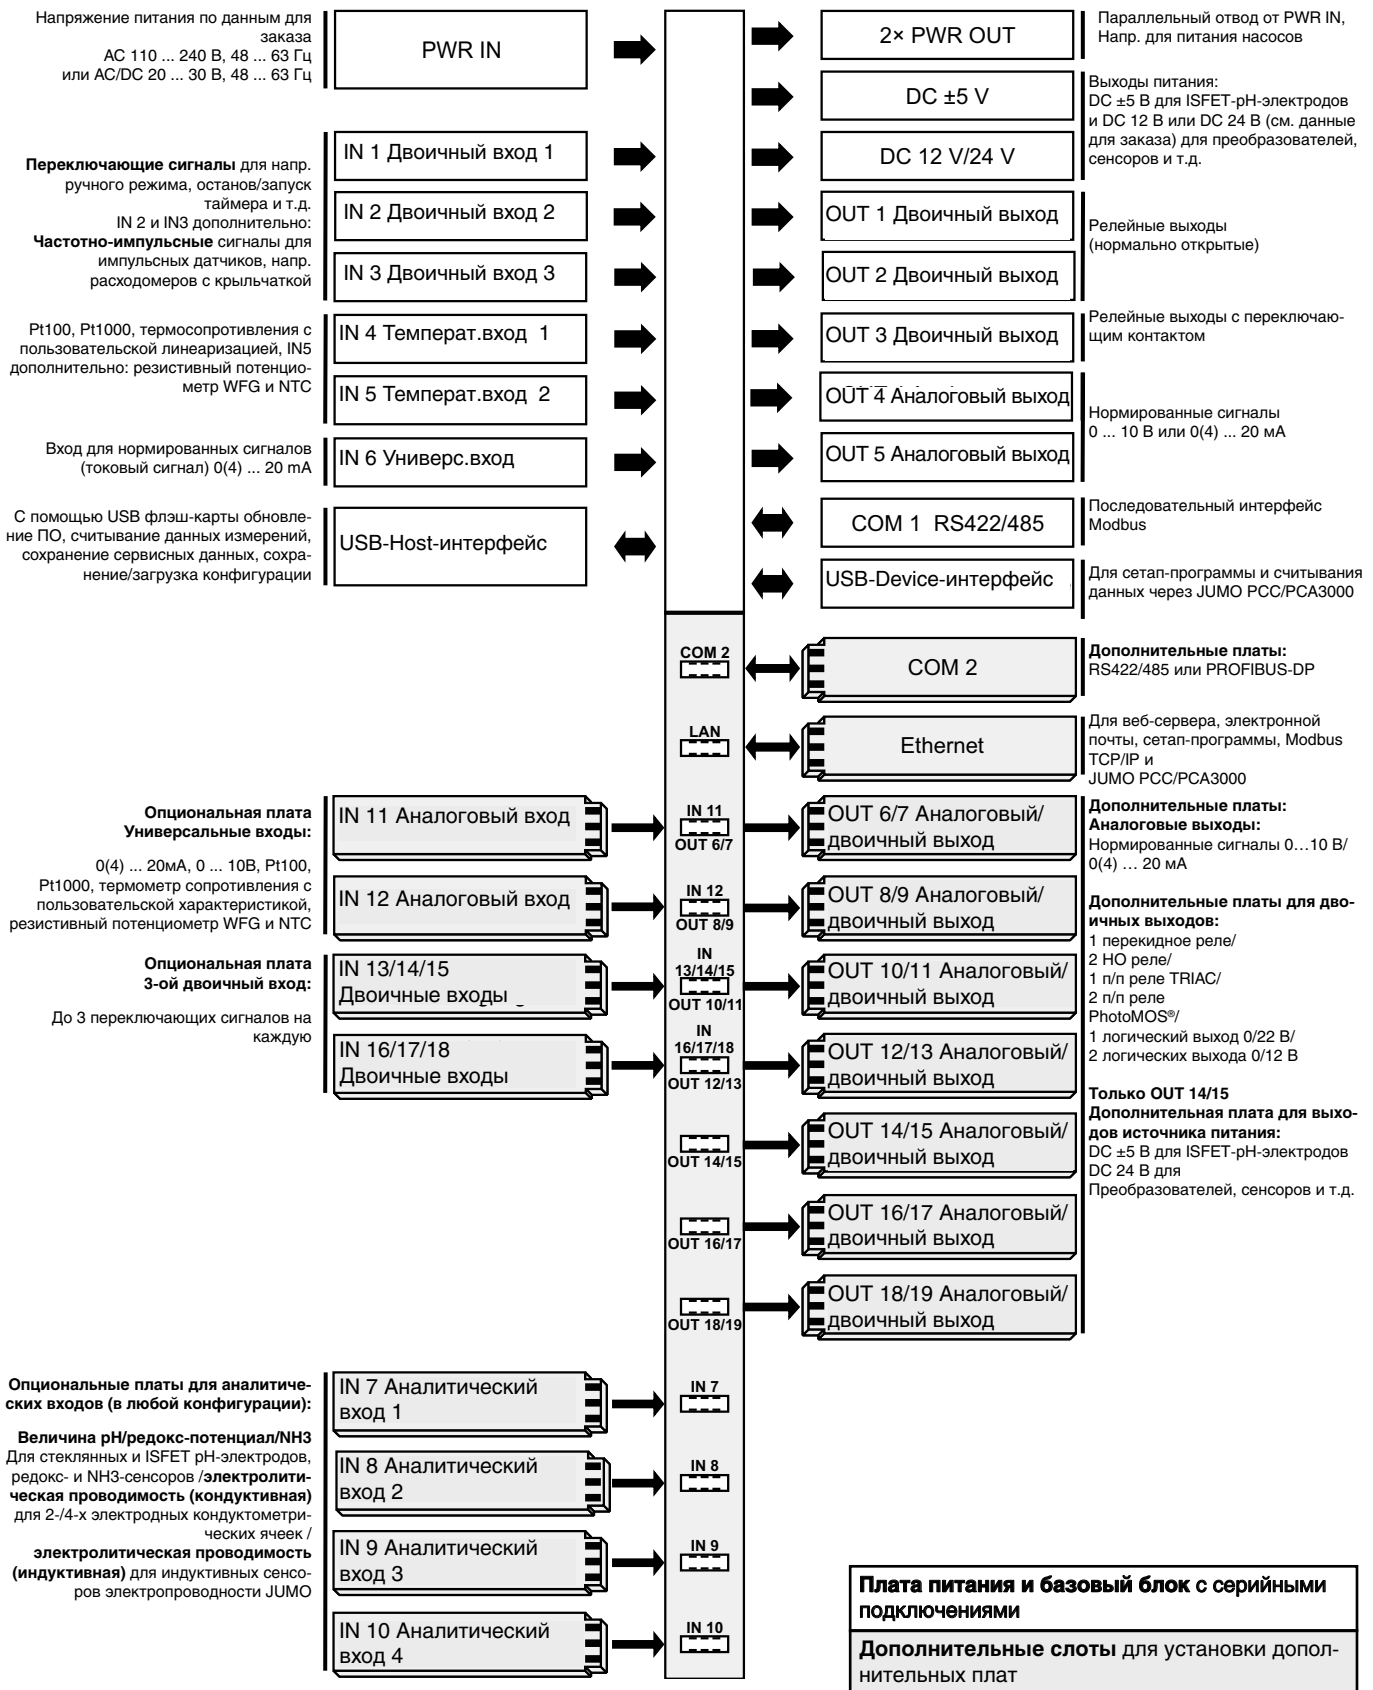 Напряжение питания по данным для
заказа
AC 110 ... 240 В, 48 ... 63 Гц
или AC/DC 20 ... 30 В, 48 ... 63 Гц
PWR IN
2× PWR OUT
Параллельный отвод от PWR IN,
Напр. для питания насосов
DC ±5 V
Выходы питания:
DC ±5 В для ISFET-pH-электродов
и DC 12 В или DC 24 В (см. данные
для заказа) для преобразователей,
сенсоров и т.д.
DC 12 V/24 V
Переключающие сигналы для напр.
ручного режима, останов/запуск
таймера и т.д.
IN 2 и IN3 дополнительно:
Частотно-импульсные сигналы для
импульсных датчиков, напр.
расходомеров с крыльчаткой
IN 1 Двоичный вход 1
IN 2 Двоичный вход 2
IN 3 Двоичный вход 3
OUT 1 Двоичный выход
OUT 2 Двоичный выход
Релейные выходы
(нормально открытые)
Pt100, Pt1000, термосопротивления с
пользовательской линеаризацией, IN5
дополнительно: резистивный потенцио-
метр WFG и NTC
IN 4 Температ.вход 1
IN 5 Температ.вход 2
OUT 3 Двоичный выход
Релейные выходы с переключаю-
щим контактом
OUT 4 Аналоговый выход
OUT 5 Аналоговый выход
Нормированные сигналы
0 ... 10 В или 0(4) ... 20 мА
Вход для нормированных сигналов
(токовый сигнал) 0(4) ... 20 mA
IN 6 Универс.вход
С помощью USB флэш-карты обновле-
ние ПО, считывание данных измерений,
сохранение сервисных данных, сохра-
нение/загрузка конфигурации
USB-Host-интерфейс
COM 1 RS422/485
Последовательный интерфейс
Modbus
USB-Device-интерфейс
Для сетап-программы и считывания
данных через JUMO PCC/PCA3000
COM 2
COM 2
Дополнительные платы:
RS422/485 или PROFIBUS-DP
LAN
Ethernet
Для веб-сервера, электронной
почты, сетап-программы, Modbus
TCP/IP и
JUMO PCC/PCA3000
Опциональная плата
Универсальные входы:
0(4) ... 20мА, 0 ... 10В, Pt100,
Pt1000, термометр сопротивления с
пользовательской характеристикой,
резистивный потенциометр WFG и NTC
IN 11 Аналоговый вход
IN 12 Аналоговый вход
IN 11
OUT 6/7
IN 12
OUT 8/9
OUT 6/7 Аналоговый/
двоичный выход
OUT 8/9 Аналоговый/
двоичный выход
Дополнительные платы:
Аналоговые выходы:
Нормированные сигналы 0…10 В/
0(4) … 20 мА
Дополнительные платы для дво-
ичных выходов:
1 перекидное реле/
2 НО реле/
1 п/п реле TRIAC/
2 п/п реле
PhotoMOS®/
1 логический выход 0/22 В/
2 логических выхода 0/12 В
Опциональная плата
3-ой двоичный вход:
До 3 переключающих сигналов на
каждую
IN 13/14/15
Двоичные входы
IN 16/17/18
Двоичные входы
IN
13/14/15
OUT 10/11
IN
16/17/18
OUT 12/13
OUT 10/11 Аналоговый/
двоичный выход
OUT 12/13 Аналоговый/
двоичный выход
Только OUT 14/15
Дополнительная плата для выхо-
дов источника питания:
DC ±5 В для ISFET-pH-электродов
DC 24 В для
Преобразователей, сенсоров и т.д.
OUT 14/15
OUT 14/15 Аналоговый/
двоичный выход
OUT 16/17
OUT 16/17 Аналоговый/
двоичный выход
OUT 18/19
OUT 18/19 Аналоговый/
двоичный выход
Опциональные платы для аналитиче-
ских входов (в любой конфигурации):
Величина pH/редокс-потенциал/NH3
Для стеклянных и ISFET pH-электродов,
редокс- и NH3-сенсоров /электролити-
ческая проводимость (кондуктивная)
для 2-/4-х электродных кондуктометри-
ческих ячеек /
электролитическая проводимость
(индуктивная) для индуктивных сенсо-
ров электропроводности JUMO
IN 7 Аналитический
вход 1
IN 7
IN 8 Аналитический
вход 2
IN 8
IN 9 Аналитический
вход 3
IN 9
IN 10 Аналитический
вход 4
IN 10
Плата питания и базовый блок с серийными
подключениями
Дополнительные слоты для установки допол-
нительных плат